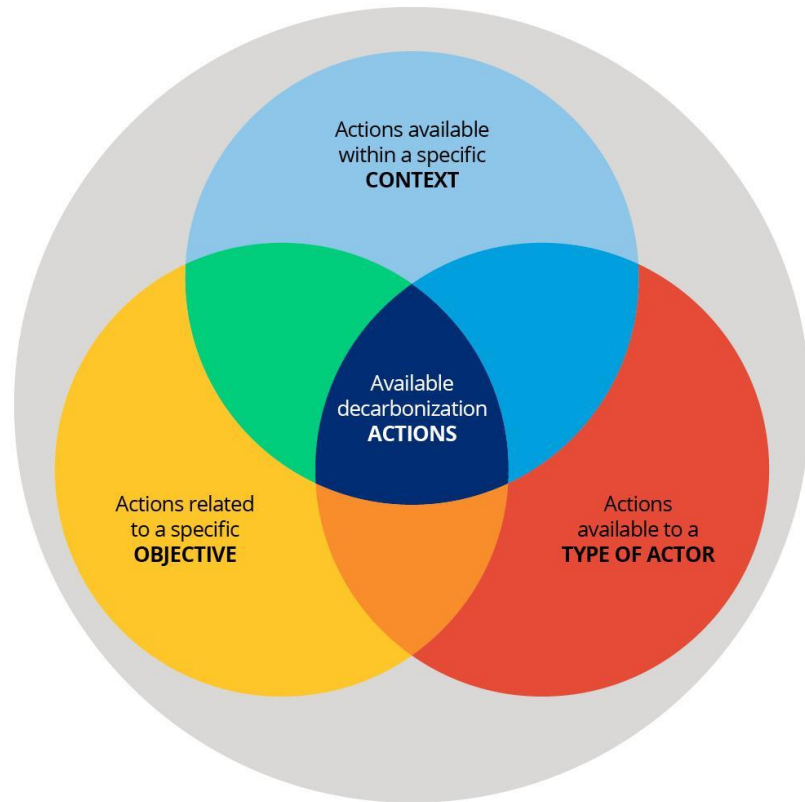 Actions available
within a specific
CONTEXT
Available
decarbonization
ACTIONS
Actions related
to a specific
OBJECTIVE
Actions
available to a
TYPE OF ACTOR